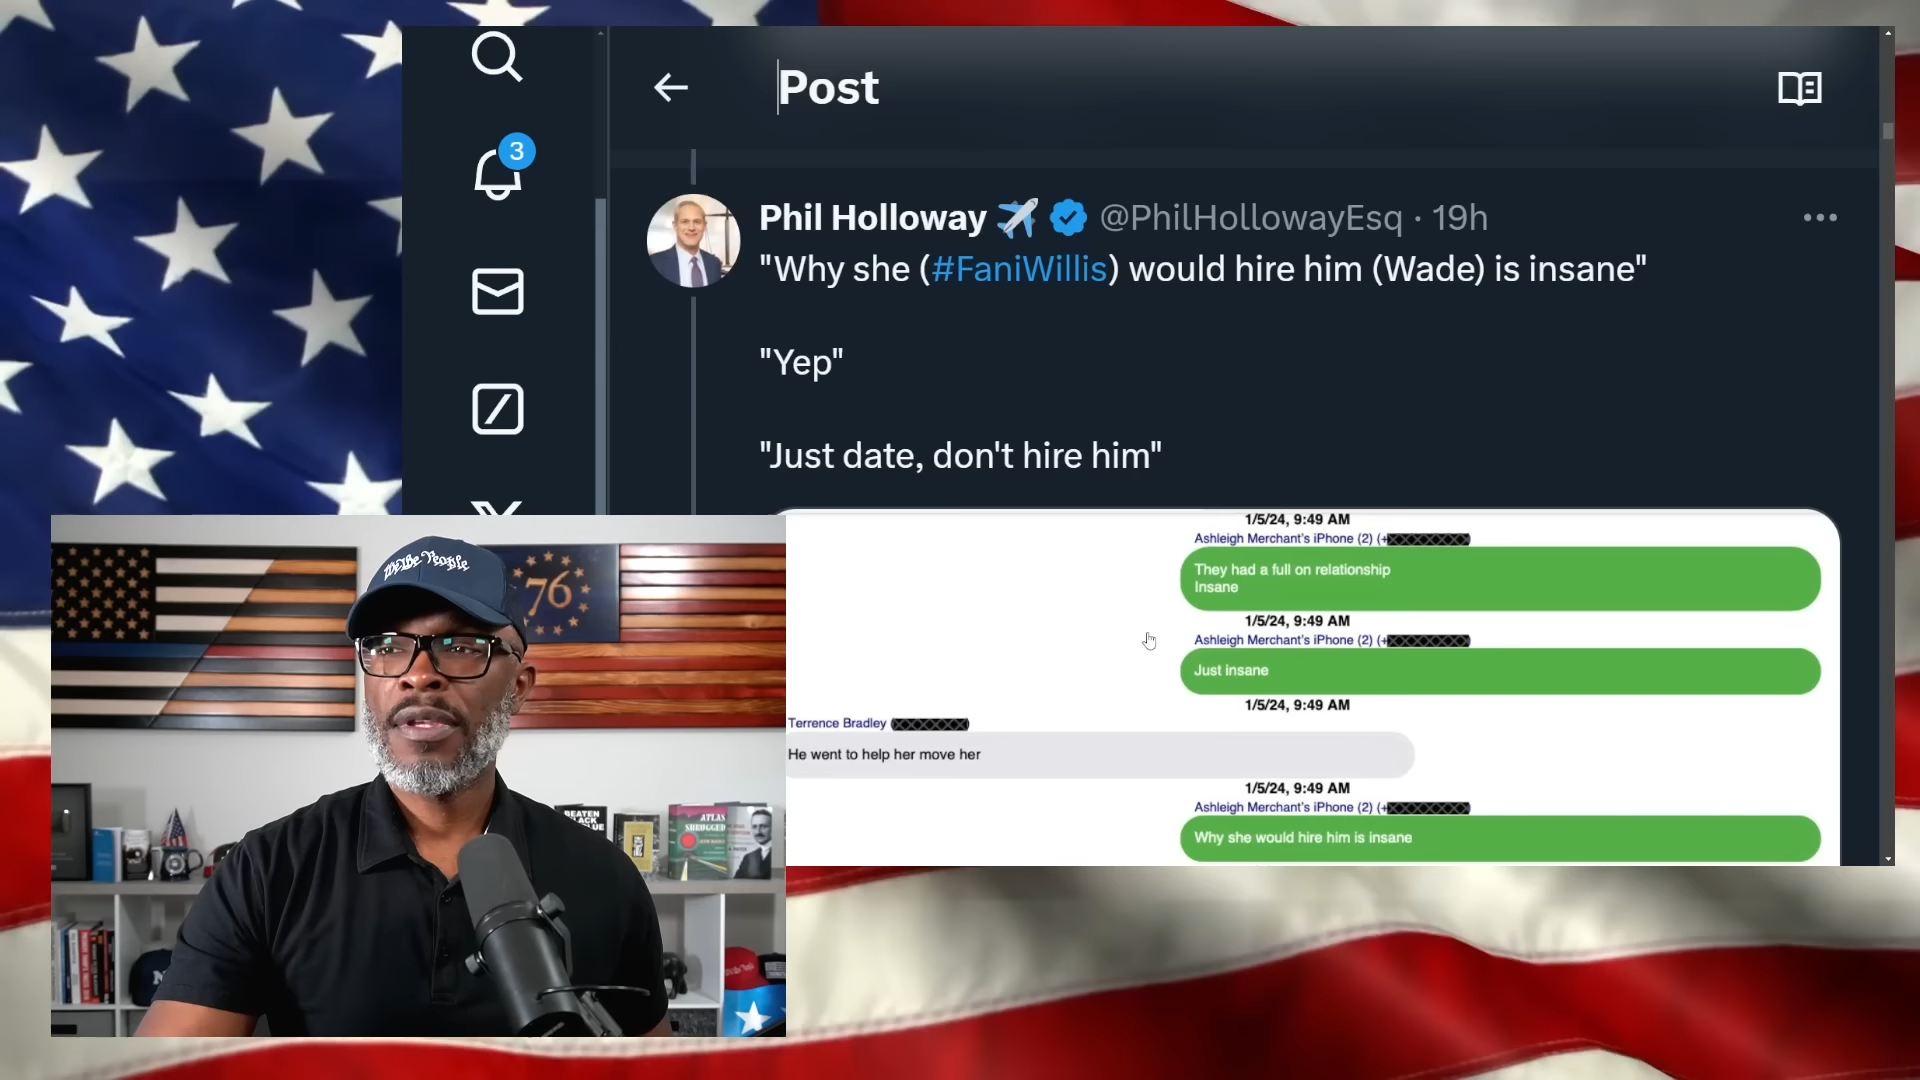 Post
3
Phil Holloway @PhilHollowayEsq · 19h
"Why she (#FaniWillis) would hire him (Wade) is insane"
"Yep"
"Just date, don't hire him"
1/5/24, 9:49 AM
Ashleigh Merchant's iPhone (2) (+
They had a full on relationship
Insane
1/5/24, 9:49 AM
Ashleigh Merchant's iPhone (2) (+
Just insane
1/5/24, 9:49 AM
Terrence Bradley
He went to help her move her
1/5/24, 9:49 AM
Ashleigh Merchant's iPhone (2) (+
Why she would hire him is insane
We the People
76
ATLAS
SHRUGGED